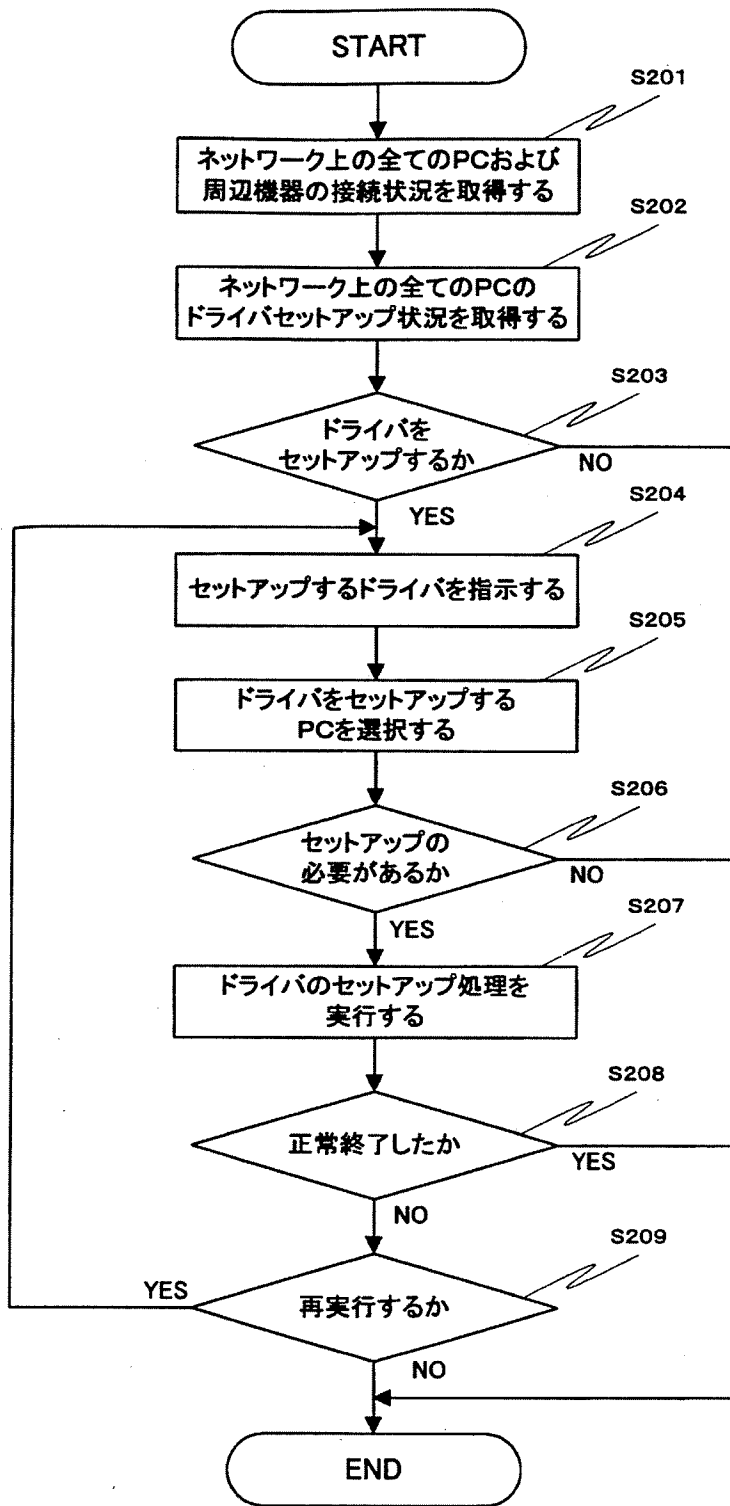 START
S201
ネットワーク上の全てのPCおよび
周辺機器の接続状況を取得する
S202
ネットワーク上の全てのPCの
ドライバセットアップ状況を取得する
S203
ドライバを
セットアップするか
NO
YES
S204
セットアップするドライバを指示する
S205
ドライバをセットアップする
PCを選択する
S206
セットアップの
必要があるか
NO
YES
S207
ドライバのセットアップ処理を
実行する
S208
正常終了したか
YES
NO
S209
YES
再実行するか
NO
END